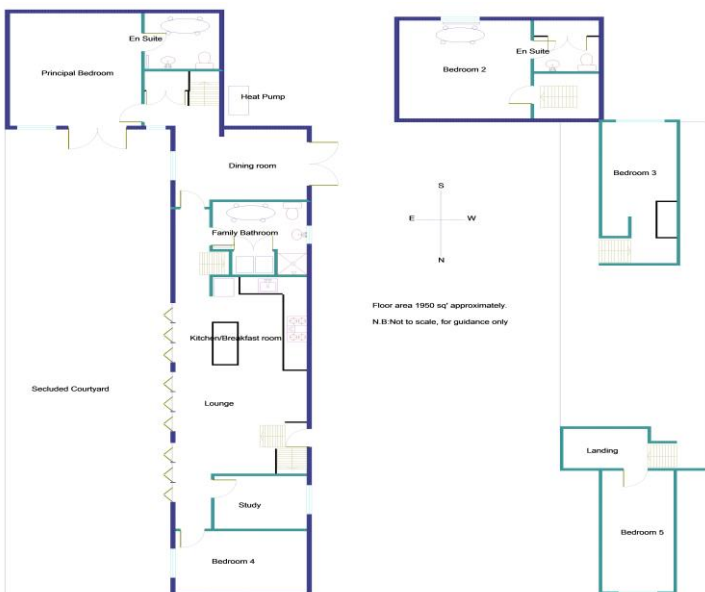 En Suite
Principal Bedroom
Heat Pump
Dining room
Family Bathroom
Kitchen/Breakfast room
Secluded Courtyard
Lounge
Study
Bedroom 4
Bedroom 2
En Suite
Bedroom 3
S
E
W
N
Floor area 1950 sq' approximately.
N.B:Not to scale, for guidance only
Landing
Bedroom 5